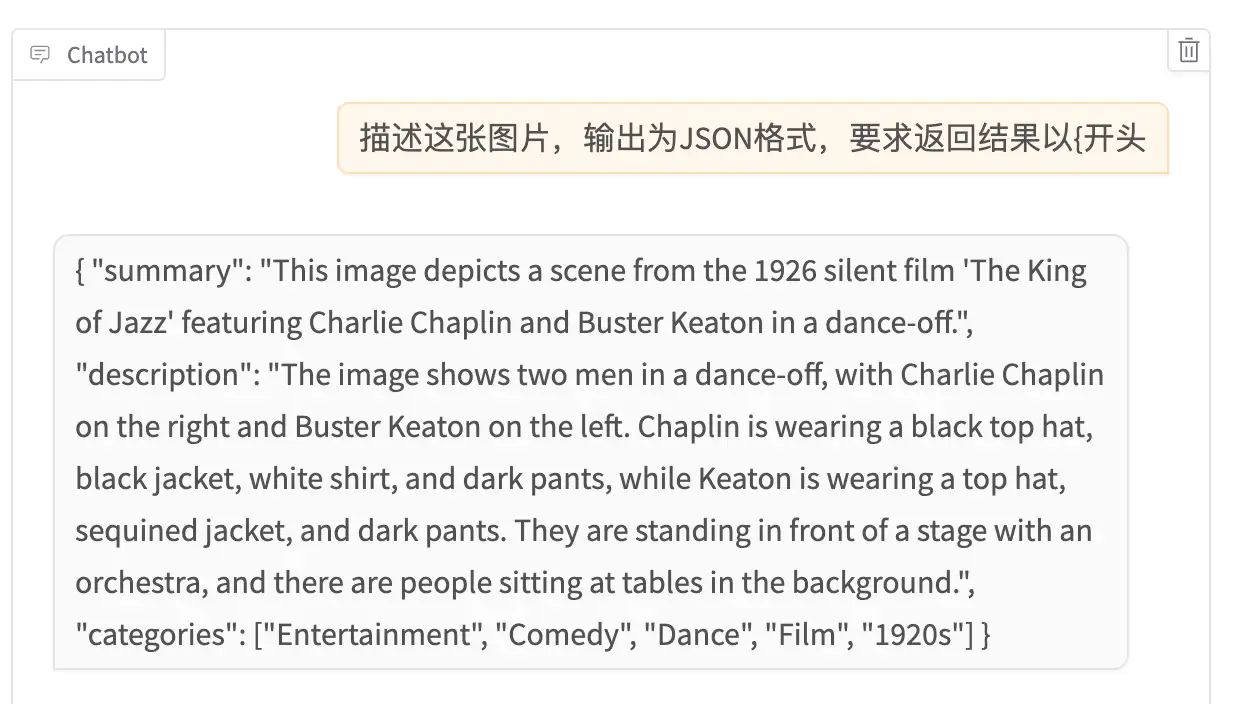 Chatbot
描述这张图片，输出为JSON格式，要求返回结果以{开头
{ "summary": "This image depicts a scene from the 1926 silent film 'The King
of Jazz' featuring Charlie Chaplin and Buster Keaton in a dance-off.",
"description": "The image shows two men in a dance-off, with Charlie Chaplin
on the right and Buster Keaton on the left. Chaplin is wearing a black top hat,
black jacket, white shirt, and dark pants, while Keaton is wearing a top hat,
sequined jacket, and dark pants. They are standing in front of a stage with an
orchestra, and there are people sitting at tables in the background.",
"categories": ["Entertainment", "Comedy", "Dance", "Film", "1920s"] }